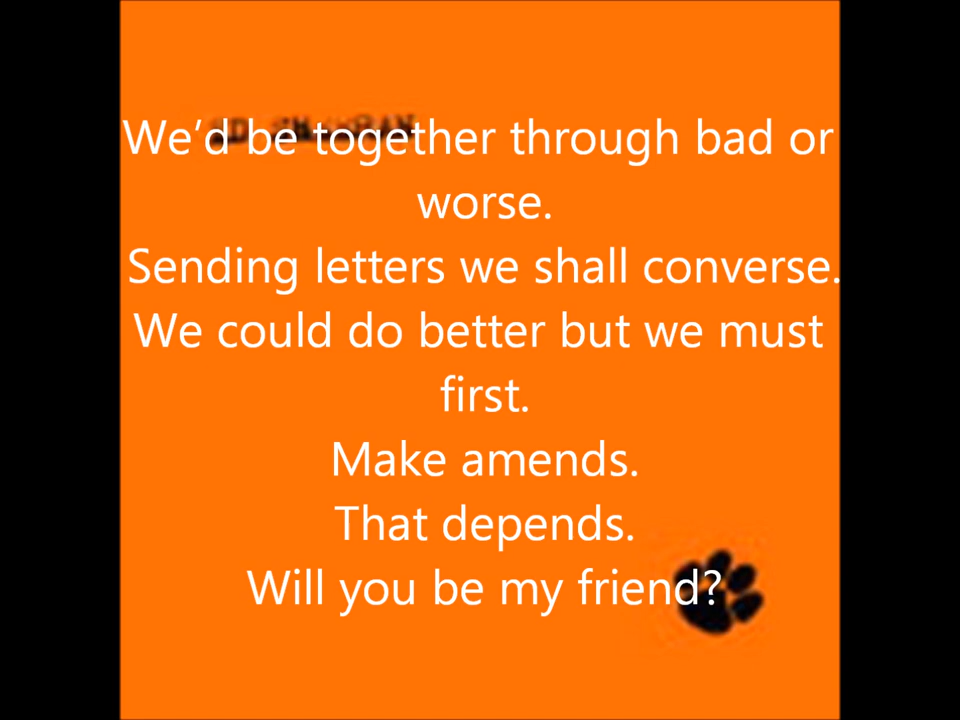 We'd be together through bad or
worse.
Sending letters we shall converse.
We could do better but we must
first.
Make amends.
That depends.
Will you be my friend?